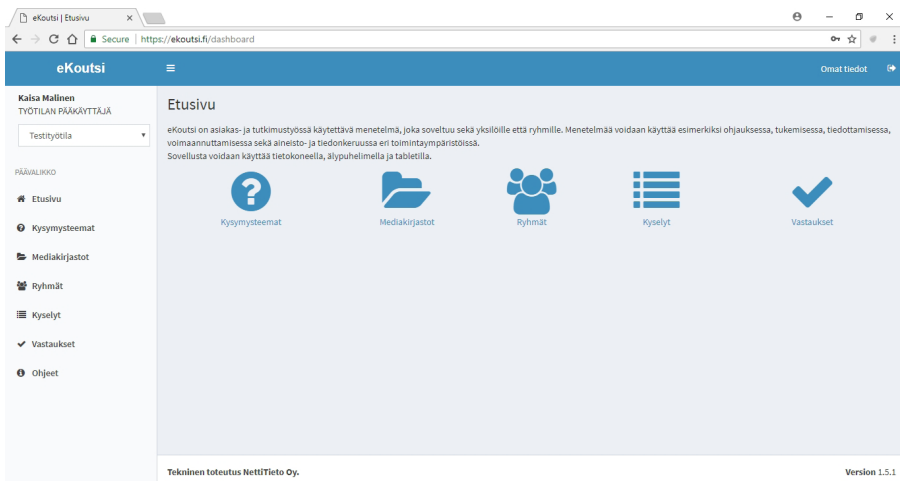 eKoutsi | Etusivu
Secure | https://ekoutsi.fi/dashboard
eKoutsi
Omat tiedot
Kaisa Malinen
TYÖTILAN PÄÄKÄYTTÄJÄ
Testityötila
PÄÄVALIKKO
Etusivu
Kysymysteemat
Mediakirjastot
Ryhmät
Kyselyt
Vastaukset
Ohjeet
Etusivu
eKoutsi on asiakas- ja tutkimustyössä käytettävä menetelmä, joka soveltuu sekä yksilöille että ryhmille. Menetelmää voidaan käyttää esimerkiksi ohjauksessa, tukemisessa, tiedottamisessa,
voimaannuttamisessa sekä aineisto- ja tiedonkeruussa eri toimintaympäristöissä.
Sovellusta voidaan käyttää tietokoneella, älypuhelimella ja tabletilla.
Kysymysteemat
Mediakirjastot
Ryhmät
Kyselyt
Vastaukset
Tekninen toteutus NettiTieto Oy.
Version 1.5.1